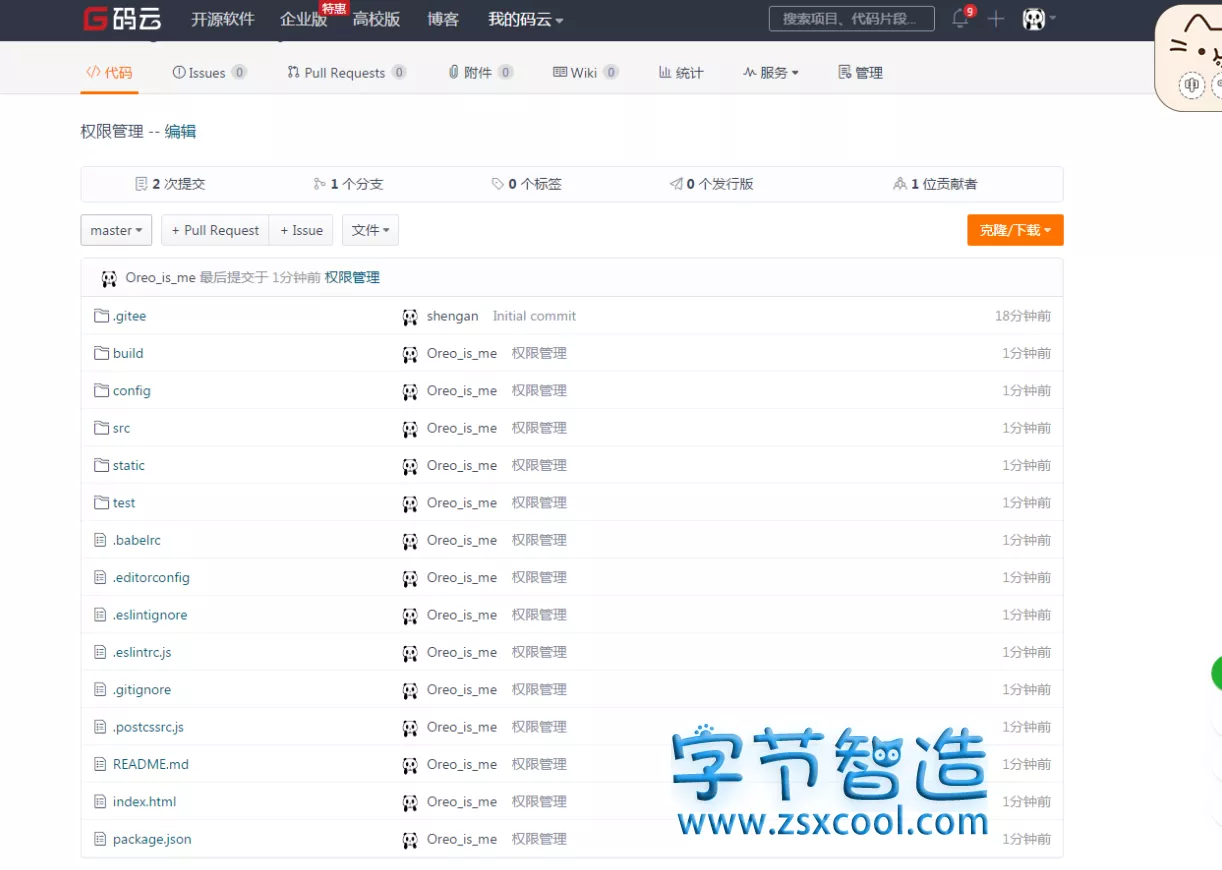 特惠
G码云 开源软件 企业版 高校版 博客 我的码云 搜索项目、代码片段... 9
代码 Issues 0 Pull Requests 0 附件 0 Wiki 0 统计 服务 管理
权限管理 -- 编辑
2 次提交 1 个分支 0 个标签 0 个发行版 1 位贡献者
master + Pull Request + Issue 文件 克隆/下载
Oreo_is_me 最后提交于 1分钟前 权限管理
.gitee shengan Initial commit 18分钟前
build Oreo_is_me 权限管理 1分钟前
config Oreo_is_me 权限管理 1分钟前
src Oreo_is_me 权限管理 1分钟前
static Oreo_is_me 权限管理 1分钟前
test Oreo_is_me 权限管理 1分钟前
.babelrc Oreo_is_me 权限管理 1分钟前
.editorconfig Oreo_is_me 权限管理 1分钟前
.eslintignore Oreo_is_me 权限管理 1分钟前
.eslintrc.js Oreo_is_me 权限管理 1分钟前
.gitignore Oreo_is_me 权限管理 1分钟前
.postcssrc.js Oreo_is_me 权限管理 1分钟前
README.md Oreo_is_me 权限管理 1分钟前
index.html Oreo_is_me 权限管理 1分钟前
package.json Oreo_is_me 权限管理 1分钟前
字节智造
www.zsxcool.com